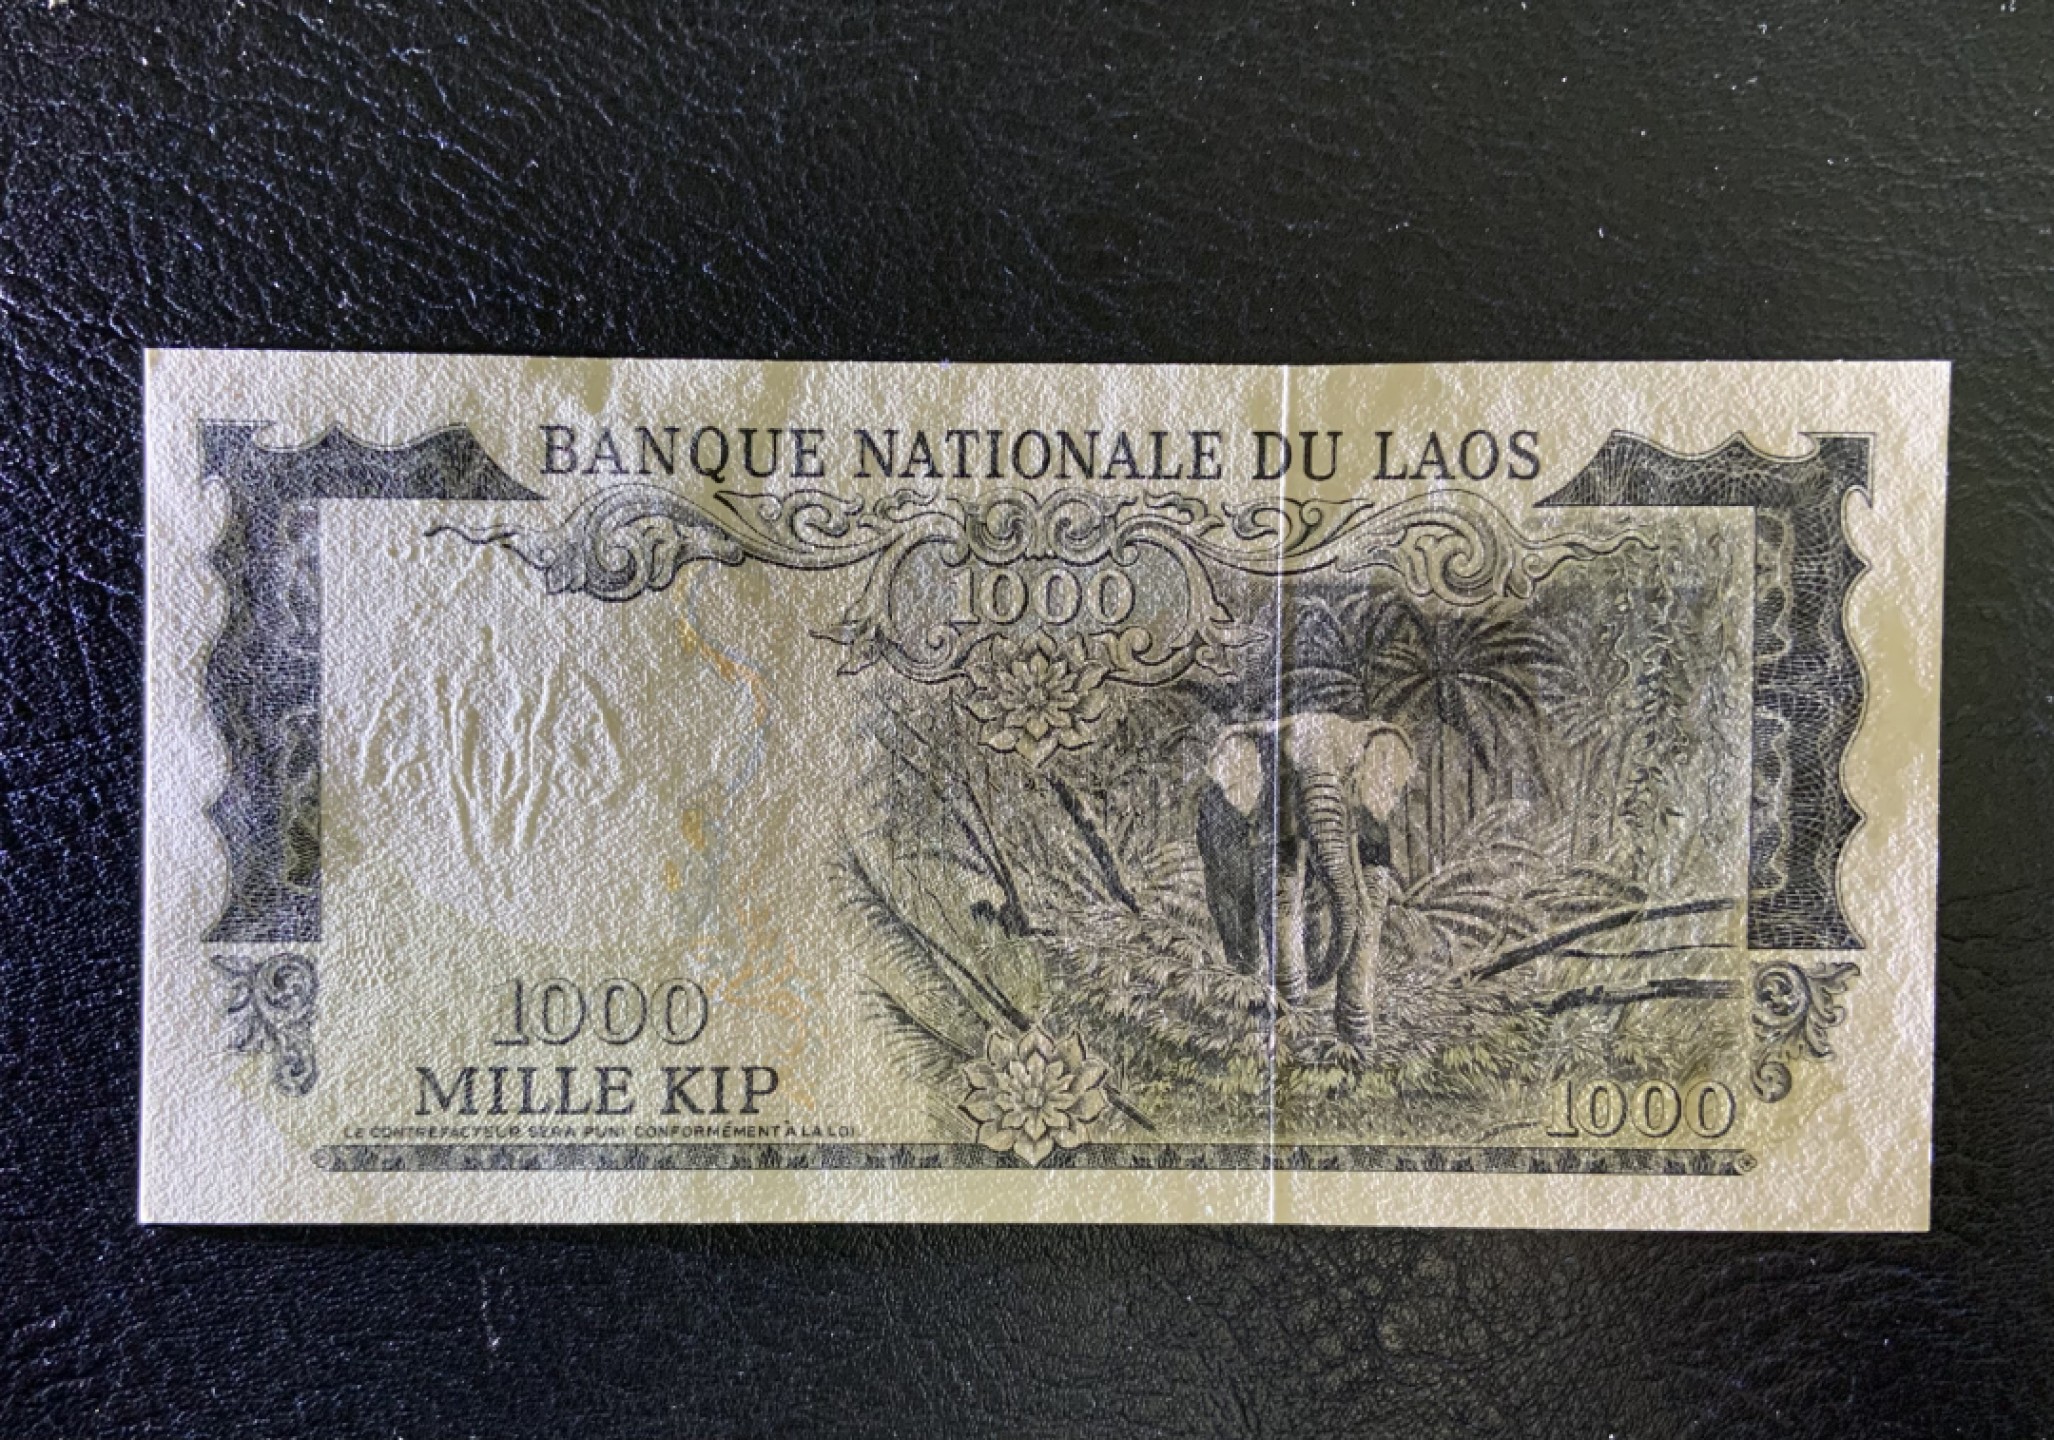 BANQUE NATIONALE DU LAOS
1000
1000
MILLE KIP
LE CONTREFACTEUR SERA PUNI CONFORMÉMENT À LA LOI
1000